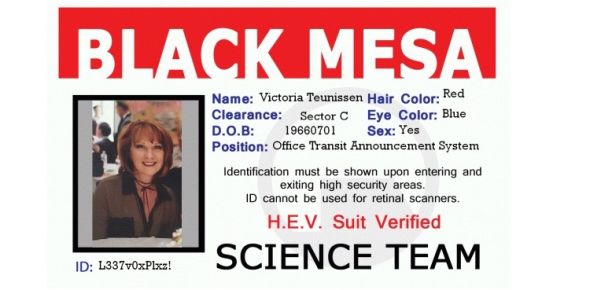 BLACK MESA
Name: Victoria Teunissen Hair Color: Red
Clearance: Sector C Eye Color: Blue
D.O.B: 19660701 Sex: Yes
Position: Office Transit Announcement System
Identification must be shown upon entering and
exiting high security areas.
ID cannot be used for retinal scanners.
H.E.V. Suit Verified
SCIENCE TEAM
ID: L337v0xPlxz!